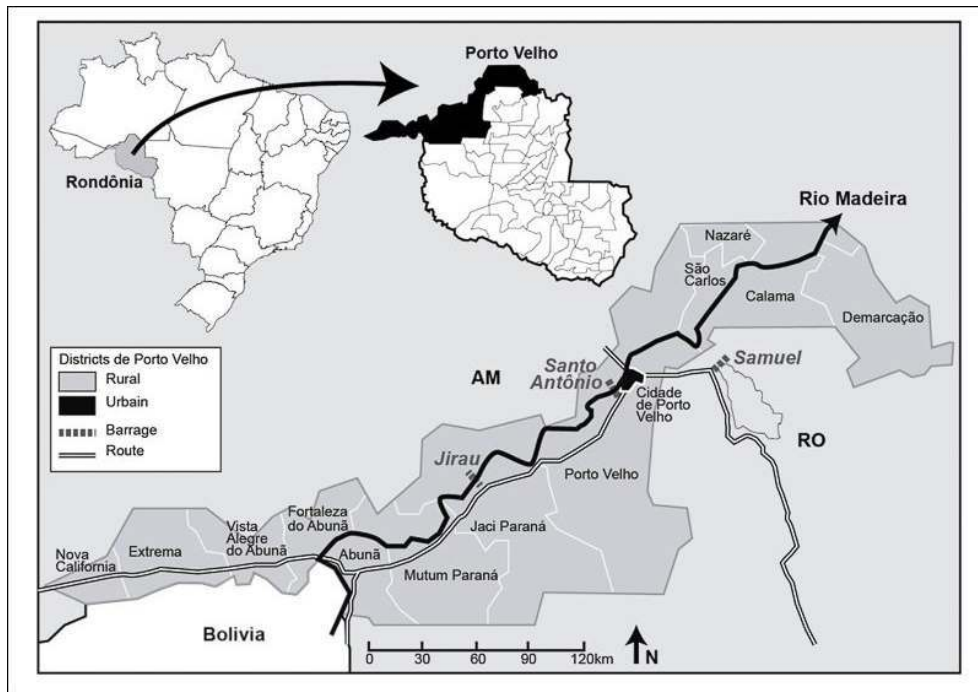 Porto Velho
Rondônia
Rio Madeira
Nazaré
São
Carlos
Calama
Demarcação
Districts de Porto Velho
Rural
Urbain
Barrage
Route
AM
Santo
Antônio
Samuel
Cidade
de Porto
Velho
RO
Jirau
Porto Velho
Fortaleza
do Abunã
Jaci Paraná
Vista
Alegre
do Abunã
Extrema
Nova
California
Abunã
Mutum Paraná
Bolivia
0 30 60 90 120km
N